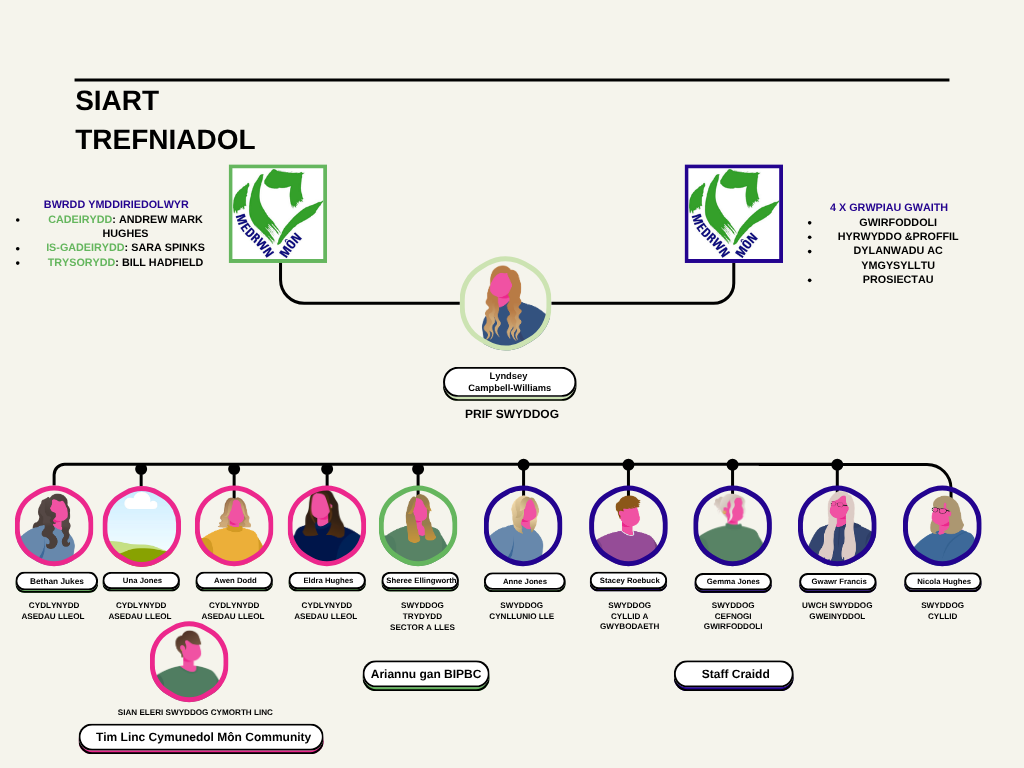 SIART
TREFNIADOL
BWRDD YMDDIRIEDOLWYR
• CADEIRYDD: ANDREW MARK
HUGHES
• IS-GADEIRYDD: SARA SPINKS
• TRYSORYDD: BILL HADFIELD
MEDRWN MÔN
MEDRWN MÔN
4 X GRWPIAU GWAITH
• GWIRFODDOLI
• HYRWYDDO &PROFFIL
• DYLANWADU AC
YMGYSYLLTU
• PROSIECTAU
Lyndsey
Campbell-Williams
PRIF SWYDDOG
Bethan Jukes
CYDLYNYDD
ASEDAU LLEOL
Una Jones
CYDLYNYDD
ASEDAU LLEOL
Awen Dodd
CYDLYNYDD
ASEDAU LLEOL
Eldra Hughes
CYDLYNYDD
ASEDAU LLEOL
Sheree Ellingworth
SWYDDOG
TRYDYDD
SECTOR A LLES
Anne Jones
SWYDDOG
CYNLLUNIO LLE
Stacey Roebuck
SWYDDOG
CYLLID A
GWYBODAETH
Gemma Jones
SWYDDOG
CEFNOGI
GWIRFODDOLI
Gwawr Francis
UWCH SWYDDOG
GWEINYDDOL
Nicola Hughes
SWYDDOG
CYLLID
SIAN ELERI SWYDDOG CYMORTH LINC
Tim Linc Cymunedol Môn Community
Ariannu gan BIPBC
Staff Craidd